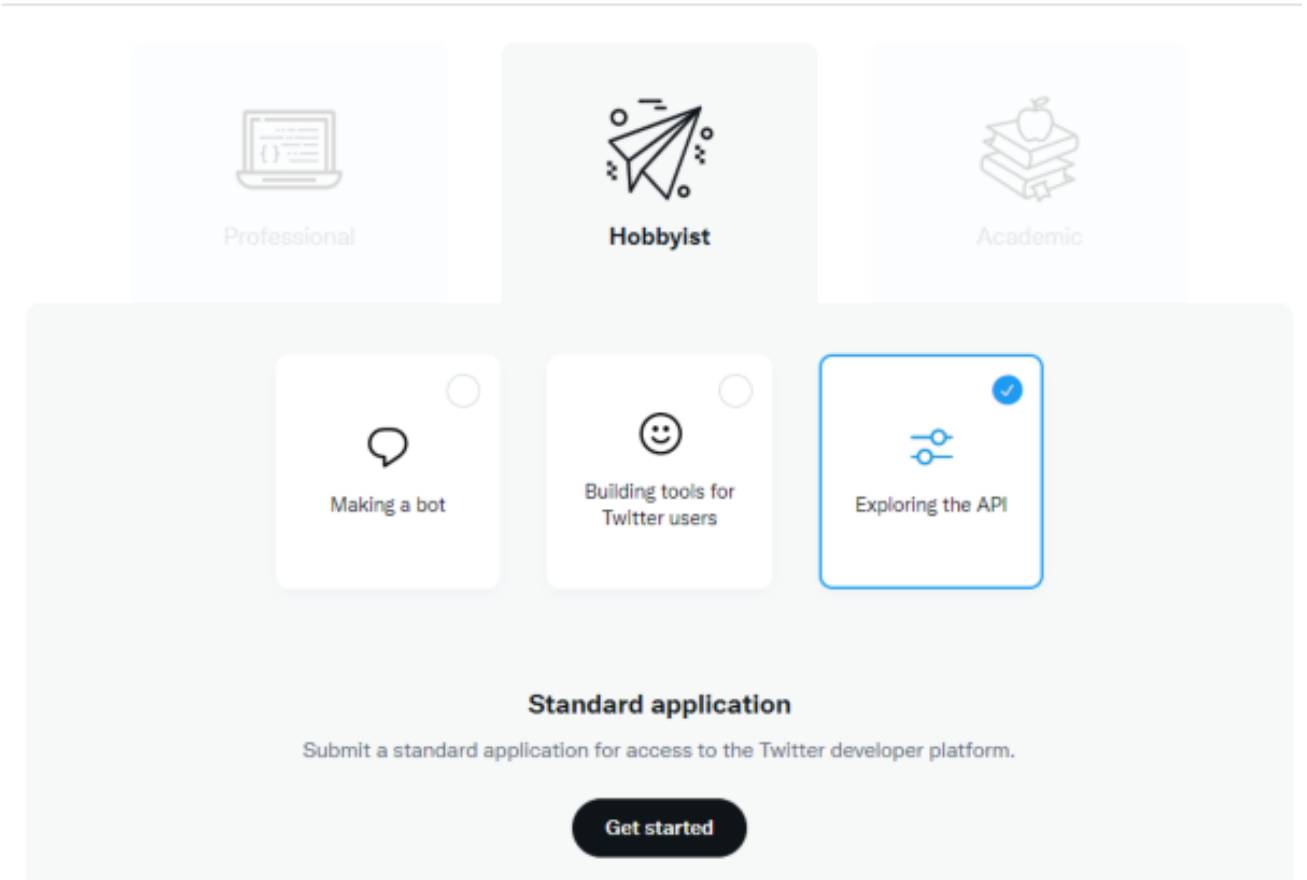 Professional
Hobbyist
Academic
Making a bot
Building tools for
Twitter users
Exploring the API
Standard application
Submit a standard application for access to the Twitter developer platform.
Get started